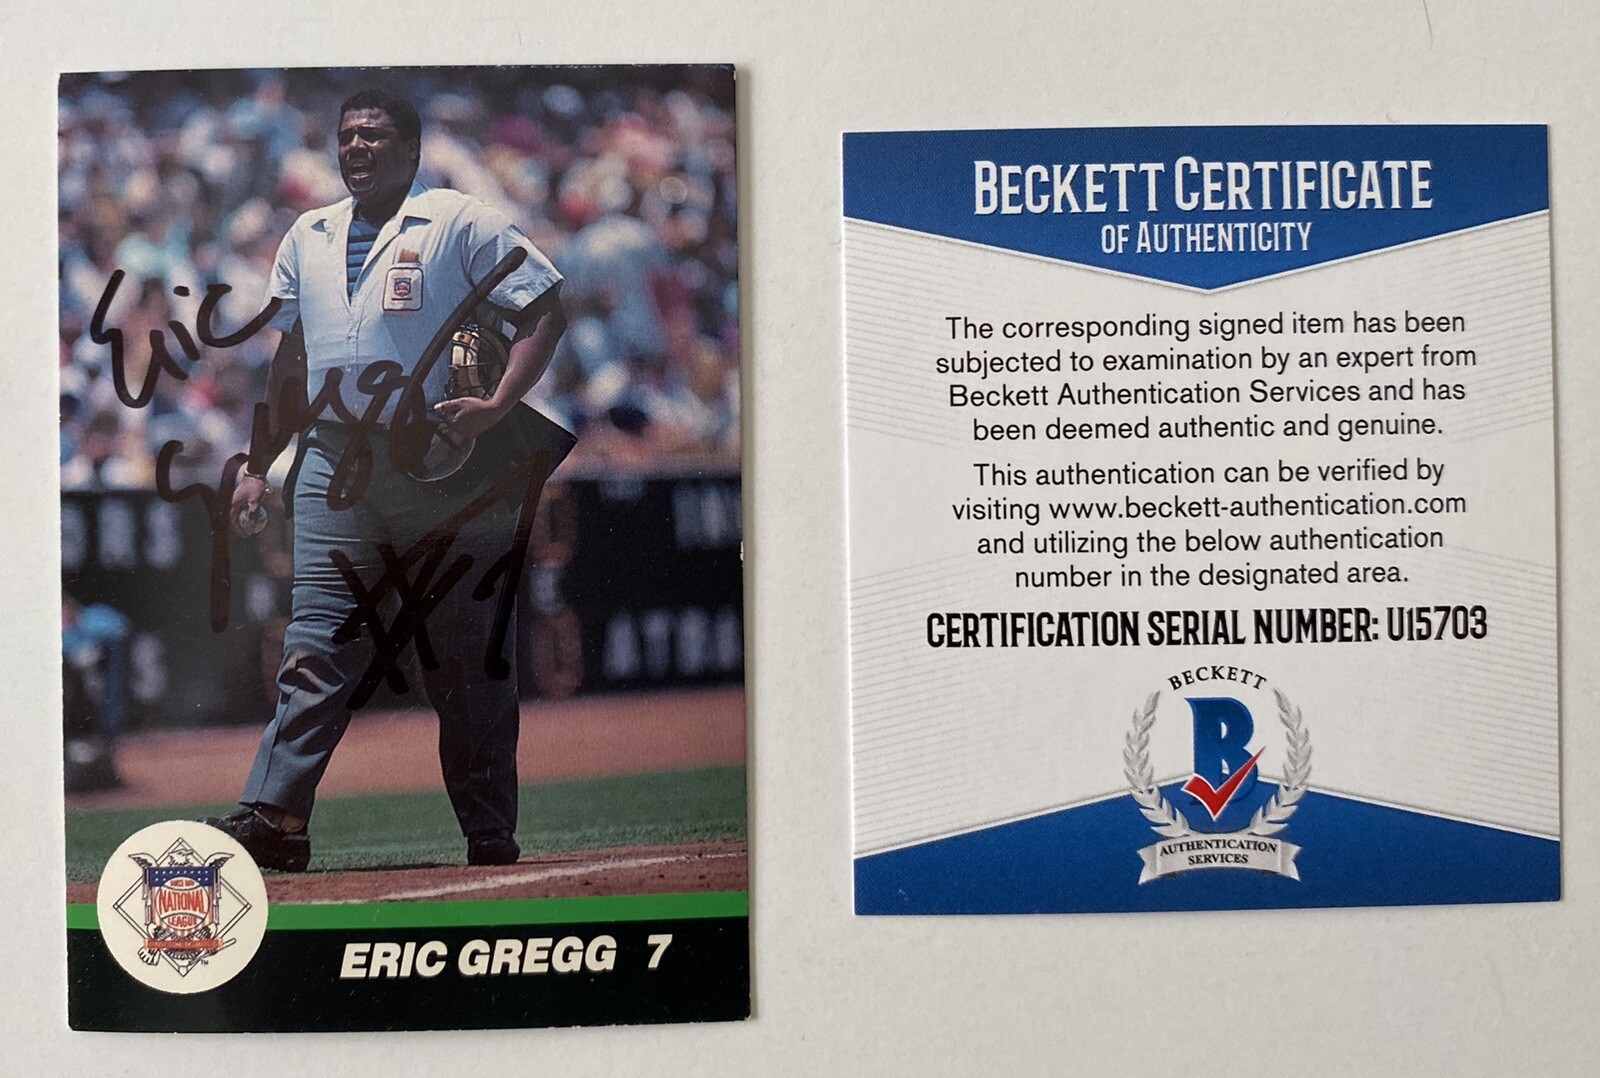 Eric
Gregg
#7
NATIONAL
LEAGUE
ERIC GREGG 7
BECKETT CERTIFICATE
OF AUTHENTICITY
The corresponding signed item has been
subjected to examination by an expert from
Beckett Authentication Services and has
been deemed authentic and genuine.
This authentication can be verified by
visiting www.beckett-authentication.com
and utilizing the below authentication
number in the designated area.
CERTIFICATION SERIAL NUMBER: U15703
BECKETT
B
AUTHENTICATION
SERVICES